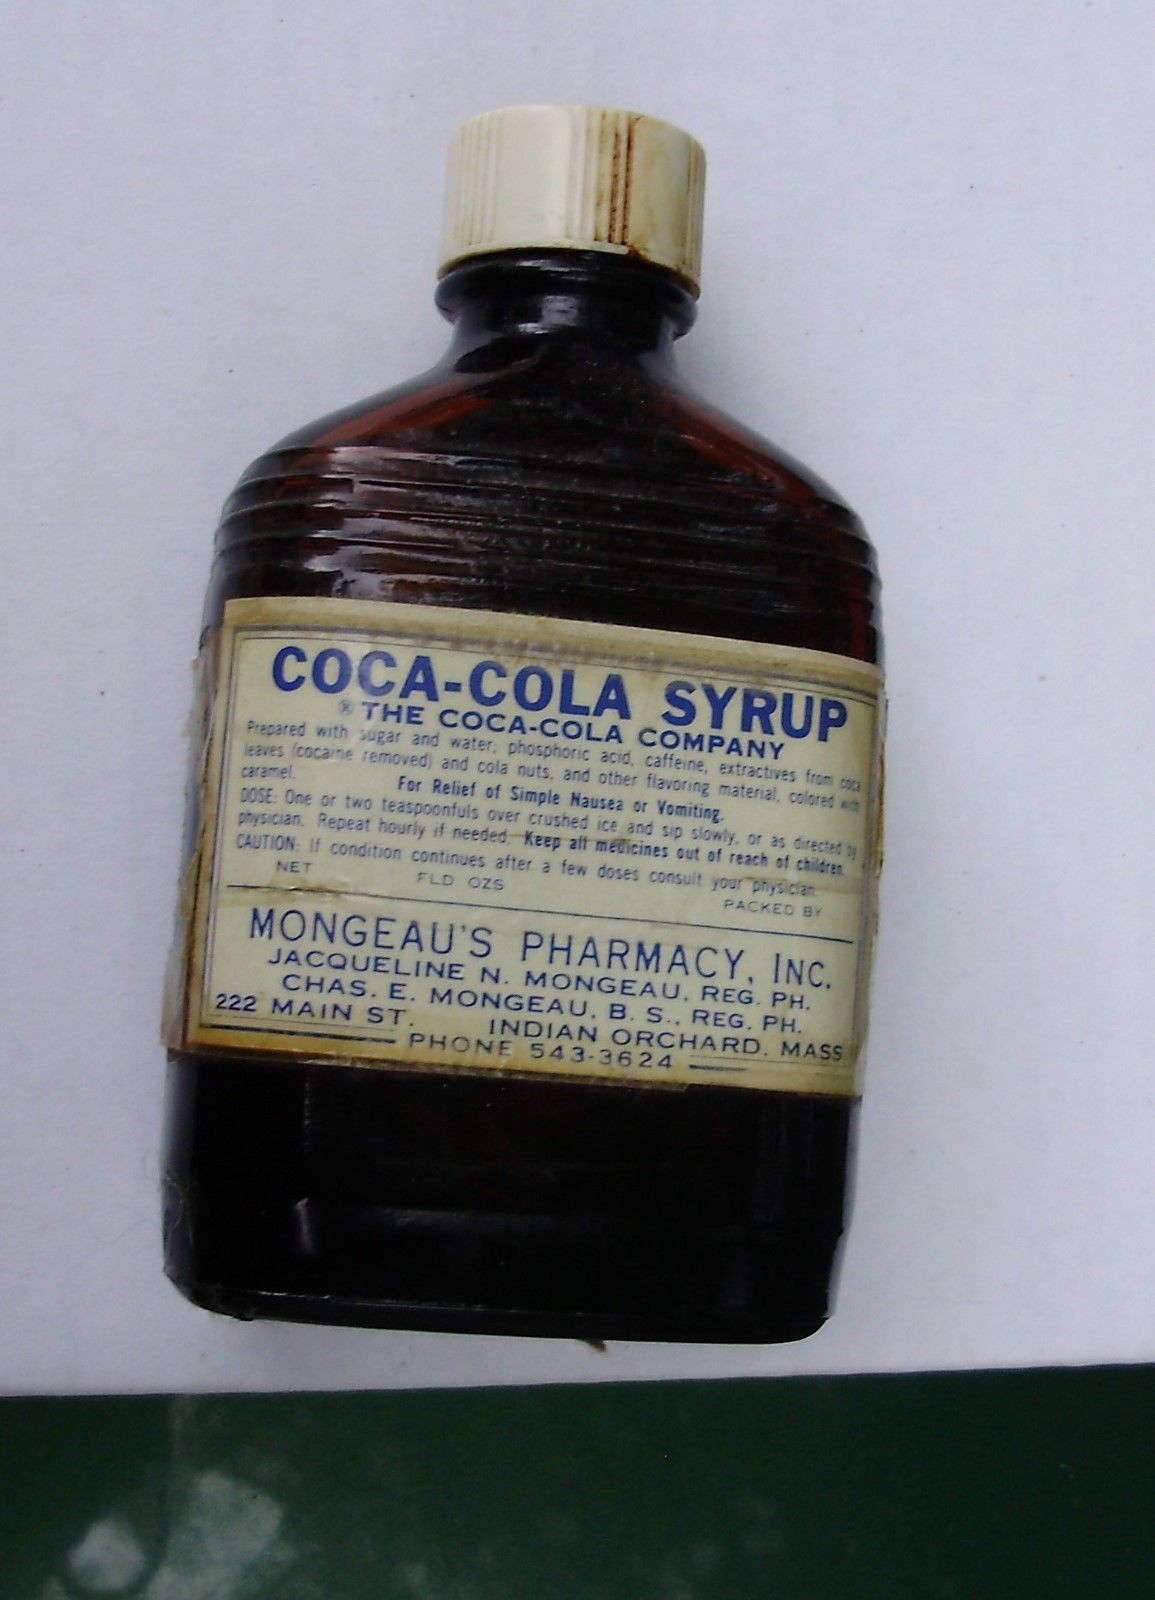 COCA-COLA SYRUP
® THE COCA-COLA COMPANY
Prepared with sugar and water, phosphoric acid, caffeine, extractives from coca
leaves (cocaine removed) and cola nuts, and other flavoring material, colored with
caramel.
For Relief of Simple Nausea or Vomiting.
DOSE: One or two teaspoonfuls over crushed ice and sip slowly, or as directed by
physician. Repeat hourly if needed. Keep all medicines out of reach of children.
CAUTION: If condition continues after a few doses consult your physician.
NET FLD OZS PACKED BY
MONGEAU'S PHARMACY, INC.
JACQUELINE N. MONGEAU, REG. PH.
CHAS. E. MONGEAU, B. S., REG. PH.
222 MAIN ST. INDIAN ORCHARD, MASS
PHONE 543-3624